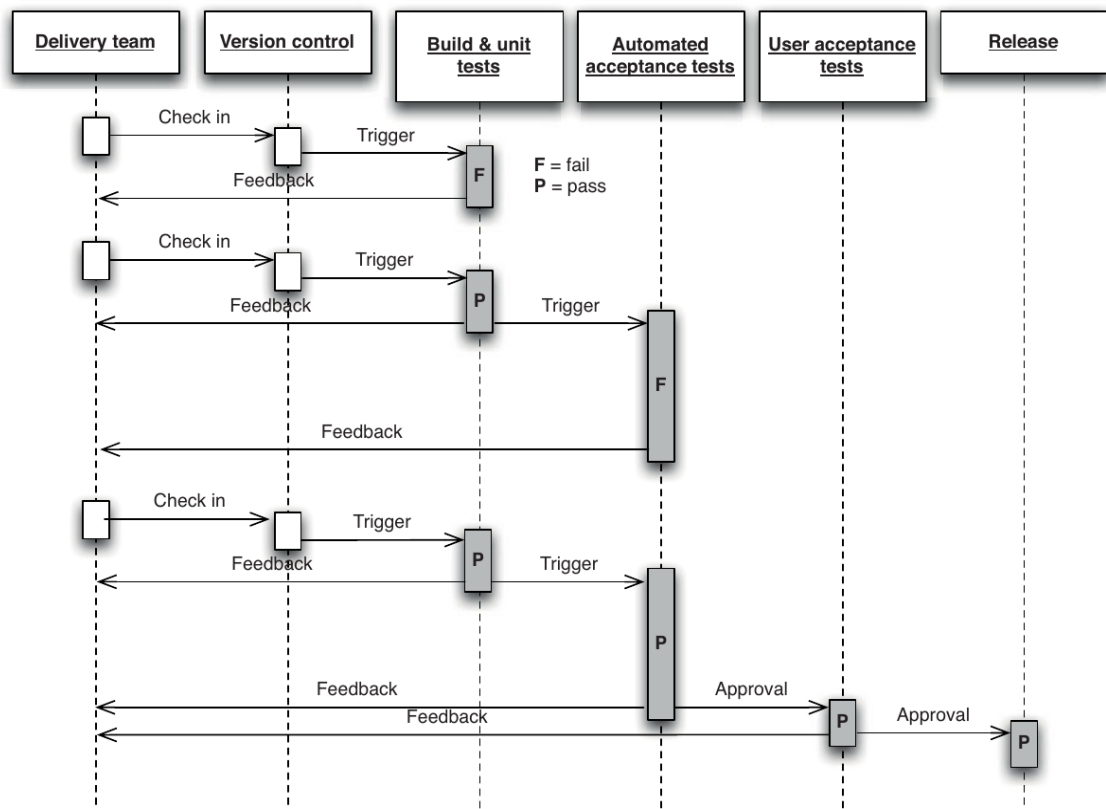 Delivery team
Version control
Build & unit
tests
Automated
acceptance tests
User acceptance
tests
Release
Check in
Trigger
F = fail
P = pass
Feedback
F
Check in
Trigger
Feedback
P
Trigger
F
Feedback
Check in
Trigger
Feedback
P
Trigger
P
Feedback
Approval
Feedback
P
Approval
P